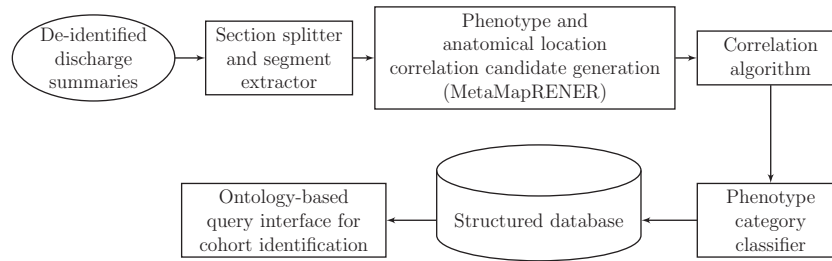 De-identified
discharge
summaries
Section splitter
and segment
extractor
Phenotype and
anatomical location
correlation candidate generation
(MetaMapRENER)
Correlation
algorithm
Phenotype
category
classifier
Structured database
Ontology-based
query interface for
cohort identification